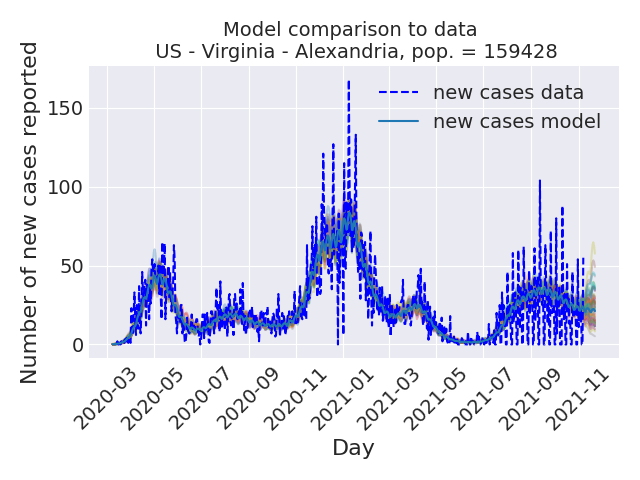 Model comparison to data
US - Virginia - Alexandria, pop. = 159428
Number of new cases reported
150
100
50
0
new cases data
new cases model
2020-03
2020-05
2020-07
2020-09
2020-11
2021-01
2021-03
2021-05
2021-07
2021-09
2021-11
Day